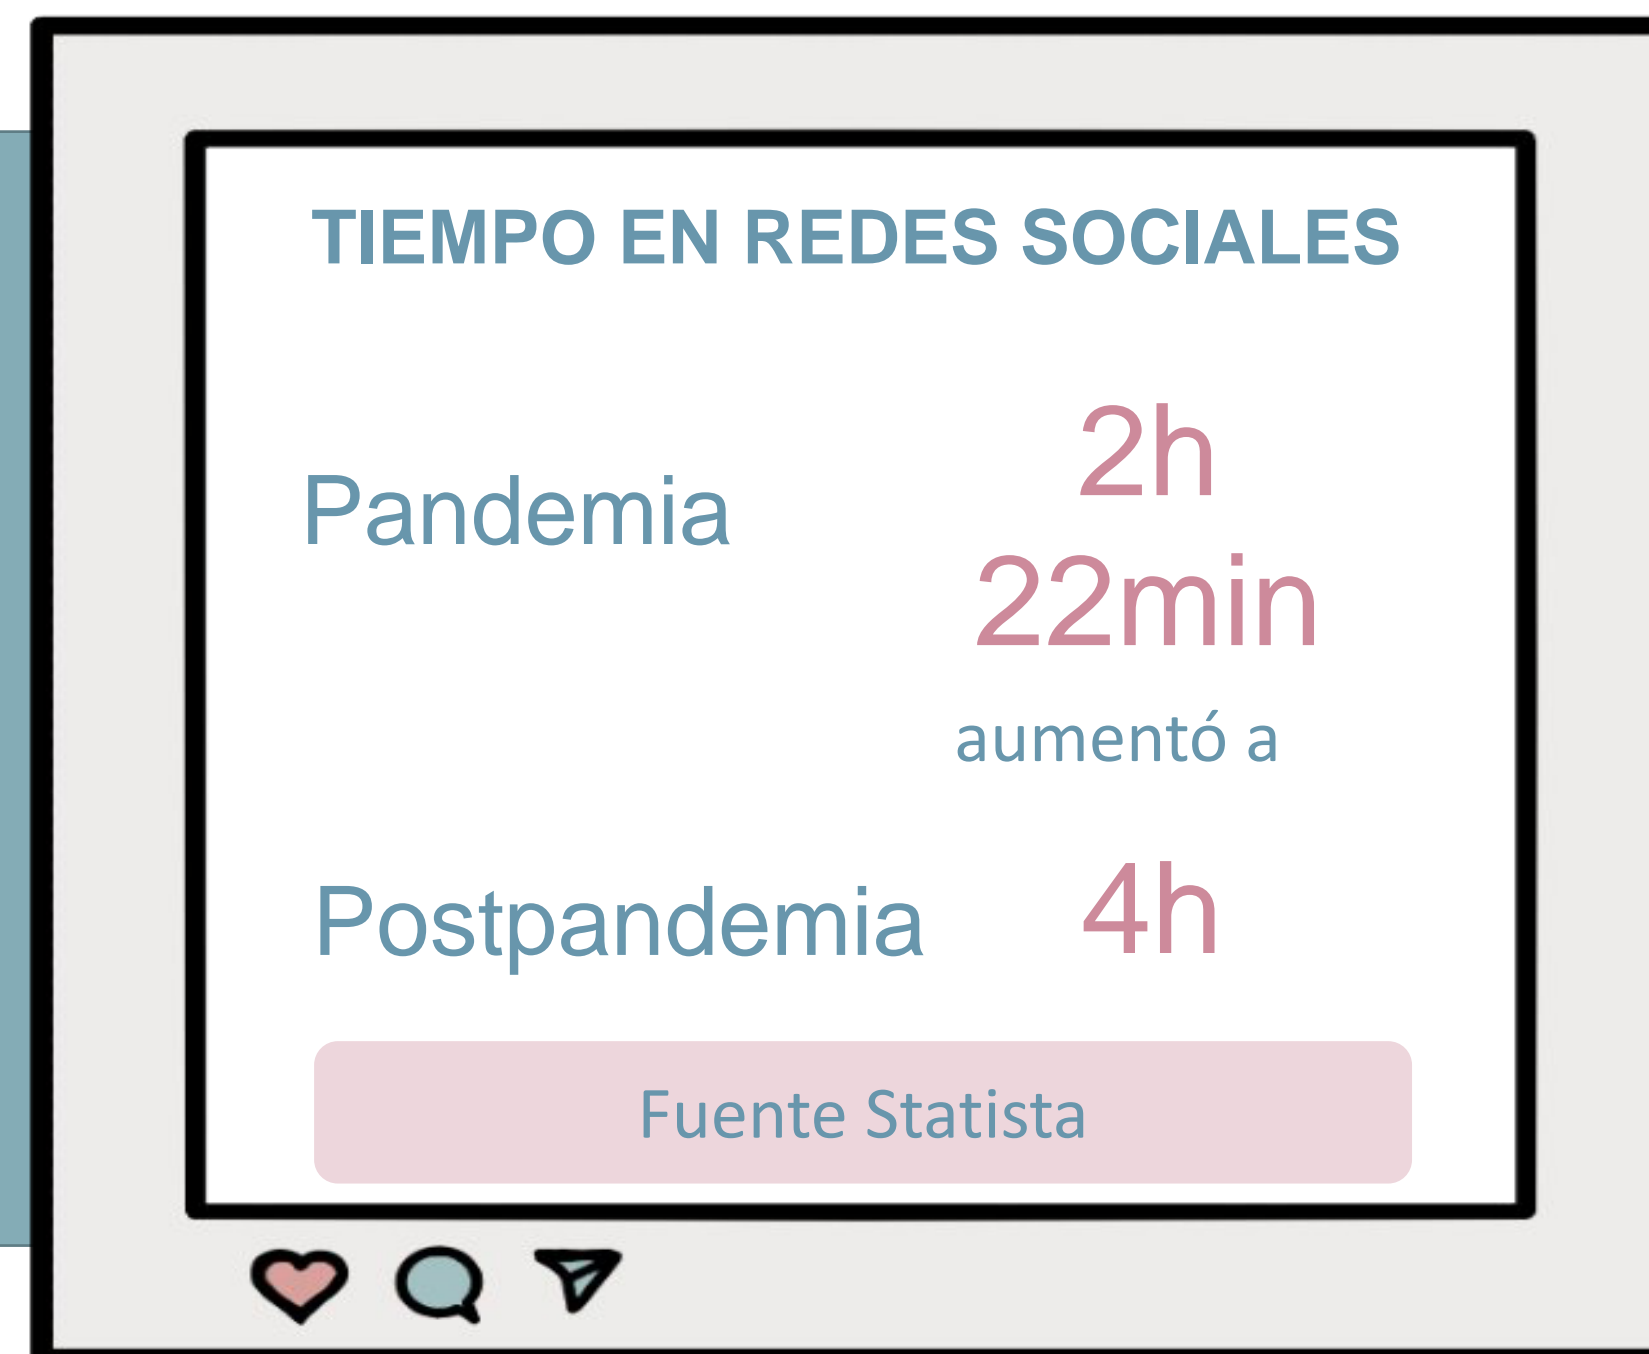 TIEMPO EN REDES SOCIALES
Pandemia
2h
22min
aumentó a
Postpandemia
4h
Fuente Statista